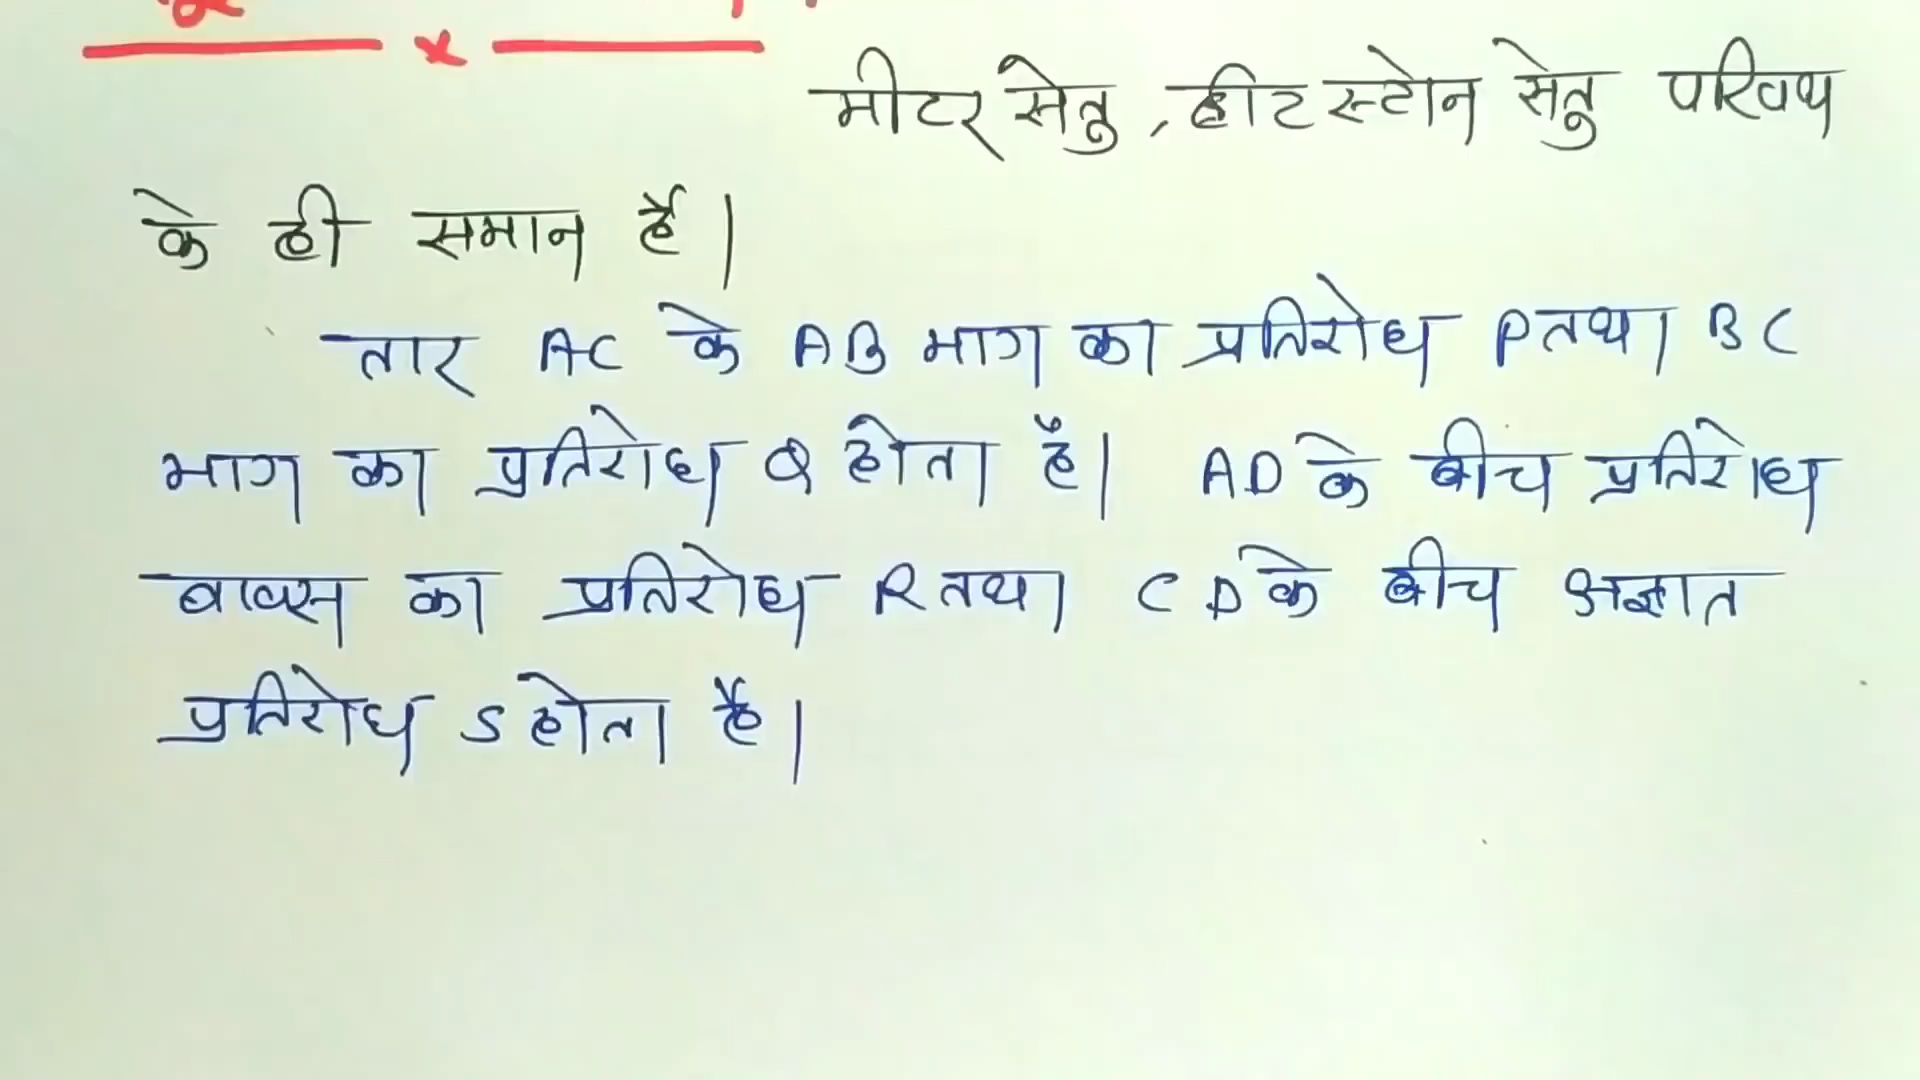 मीटर सेतु, व्हीटस्टोन सेतु परिपथ
के ही समान है।
तार AC के AB भाग का प्रतिरोध P तथा BC
भाग का प्रतिरोध Q होता है। AD के बीच प्रतिरोध
बाक्स का प्रतिरोध R तथा CD के बीच अज्ञात
प्रतिरोध S होता है।